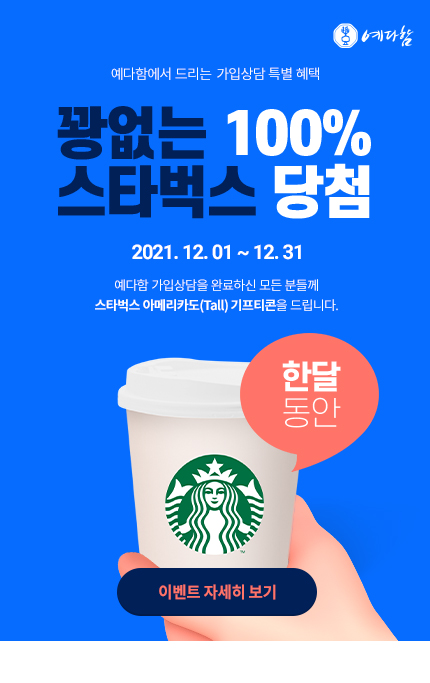 예다함
예다함에서 드리는 가입상담 특별 혜택
꽝없는 100%
스타벅스 당첨
2021. 12. 01 ~ 12. 31
예다함 가입상담을 완료하신 모든 분들께
스타벅스 아메리카도(Tall) 기프티콘을 드립니다.
한달
동안
TM
이벤트 자세히 보기